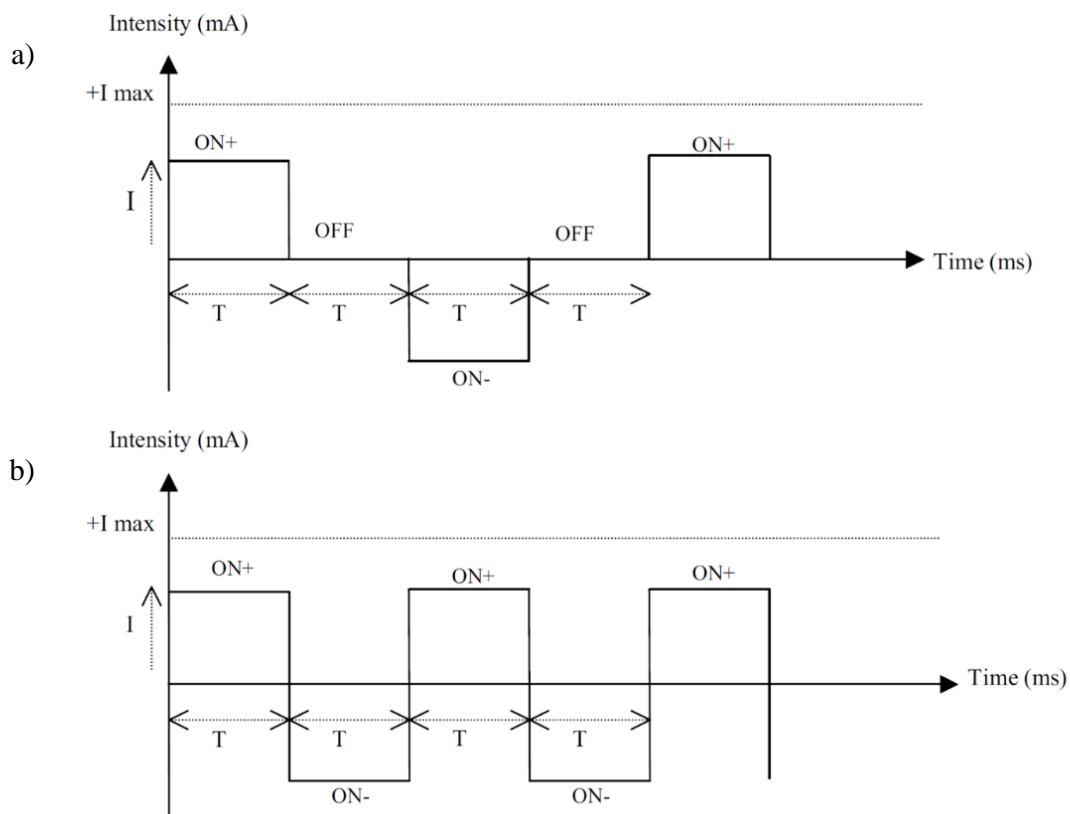 Intensity (mA)
a)
+I max
ON+
ON+
I
OFF
OFF
Time (ms)
T
T
T
T
ON-
Intensity (mA)
b)
+I max
ON+
ON+
ON+
I
Time (ms)
T
T
T
T
ON-
ON-